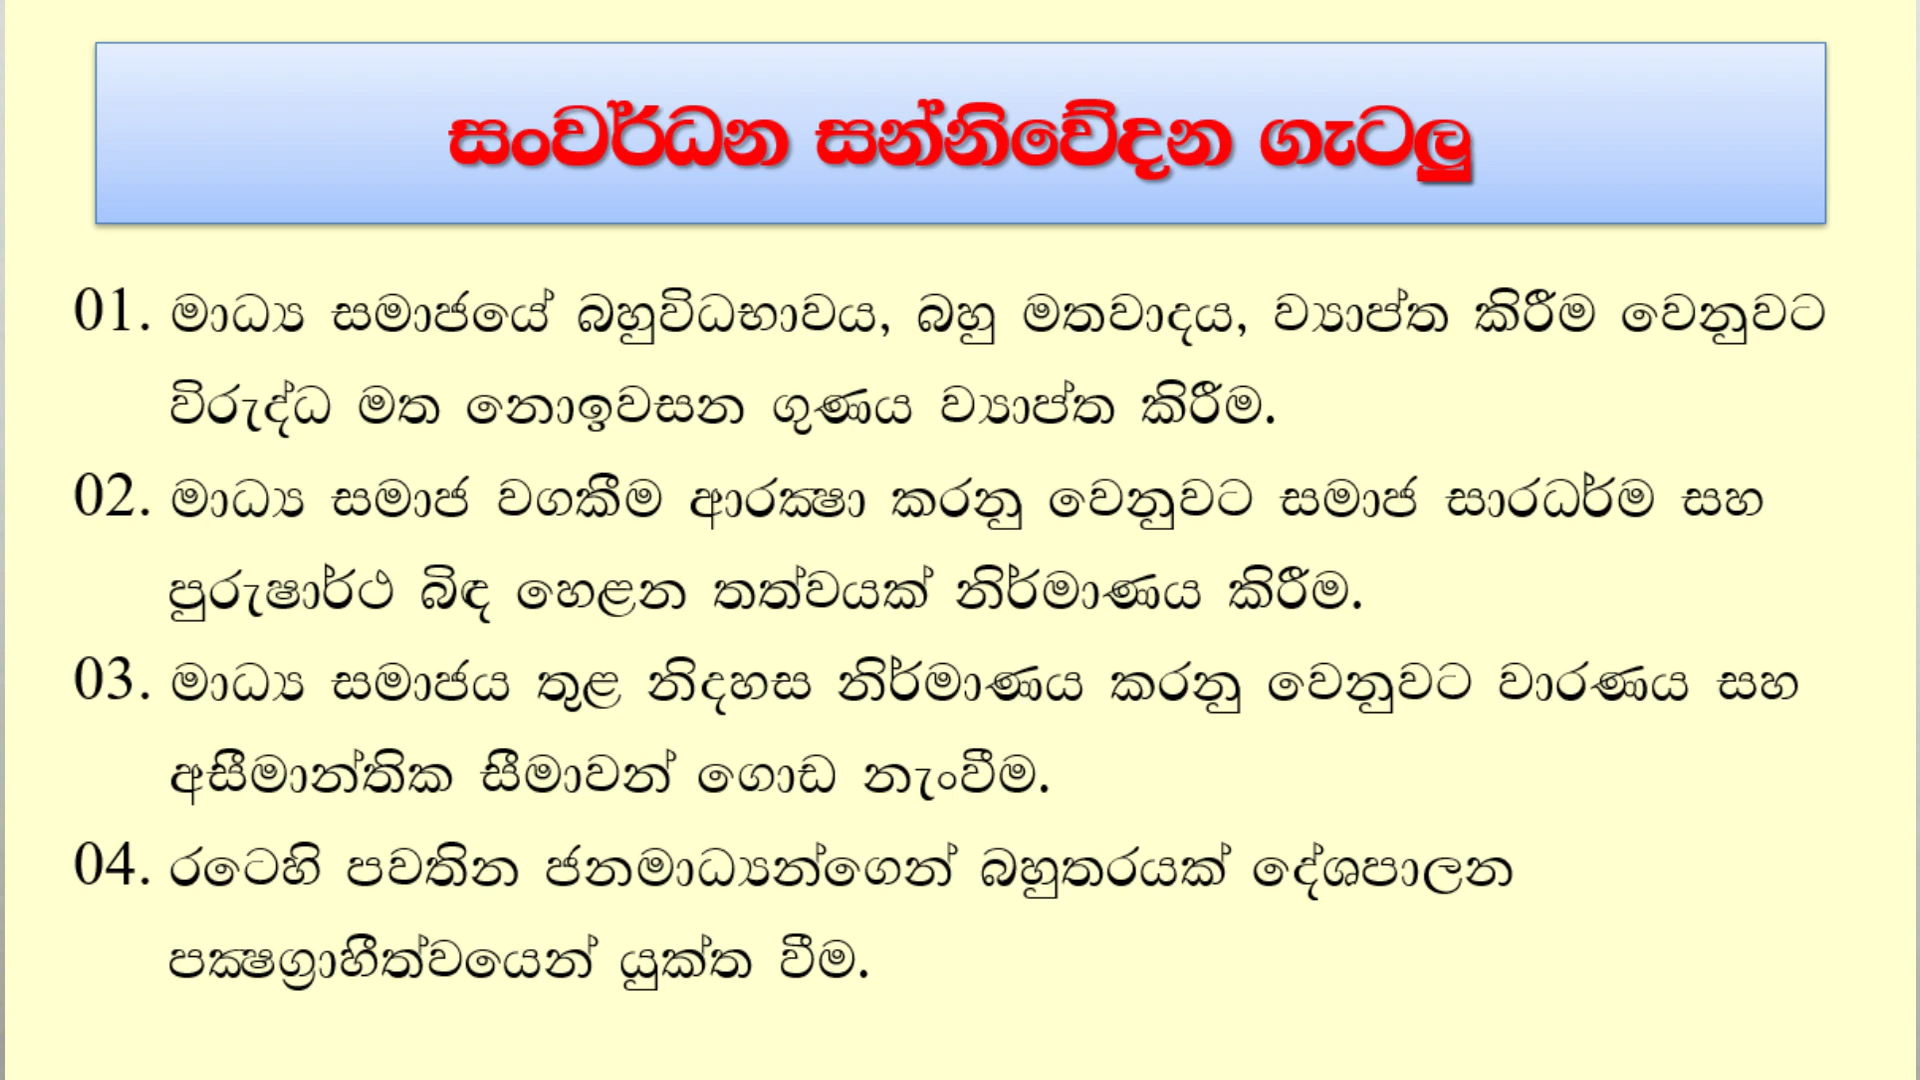 සංවර්ධන සන්නිවේදන ගැටලු
01. මාධ්‍ය සමාජයේ බහුවිධභාවය, බහු මතවාදය, ව්‍යාප්ත කිරීම වෙනුවට
විරුද්ධ මත නොඉවසන ගුණය ව්‍යාප්ත කිරීම.
02. මාධ්‍ය සමාජ වගකීම ආරක්‍ෂා කරනු වෙනුවට සමාජ සාරධර්ම සහ
පුරුෂාර්ථ බිඳ හෙළන තත්වයක් නිර්මාණය කිරීම.
03. මාධ්‍ය සමාජය තුළ නිදහස නිර්මාණය කරනු වෙනුවට වාරණය සහ
අසීමාන්තික සීමාවන් ගොඩ නැංවීම.
04. රටෙහි පවතින ජනමාධ්‍යන්ගෙන් බහුතරයක් දේශපාලන
පක්‍ෂග්‍රාහීත්වයෙන් යුක්ත වීම.